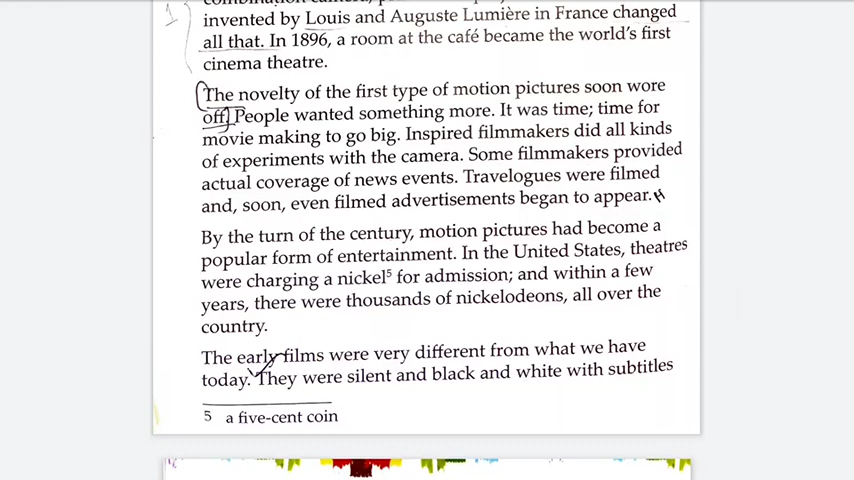 invented by Louis and Auguste Lumière in France changed
all that. In 1896, a room at the café became the world's first
cinema theatre.
The novelty of the first type of motion pictures soon wore
off. People wanted something more. It was time; time for
movie making to go big. Inspired filmmakers did all kinds
of experiments with the camera. Some filmmakers provided
actual coverage of news events. Travelogues were filmed
and, soon, even filmed advertisements began to appear.
By the turn of the century, motion pictures had become a
popular form of entertainment. In the United States, theatres
were charging a nickel⁵ for admission; and within a few
years, there were thousands of nickelodeons, all over the
country.
The early films were very different from what we have
today. They were silent and black and white with subtitles
5 a five-cent coin